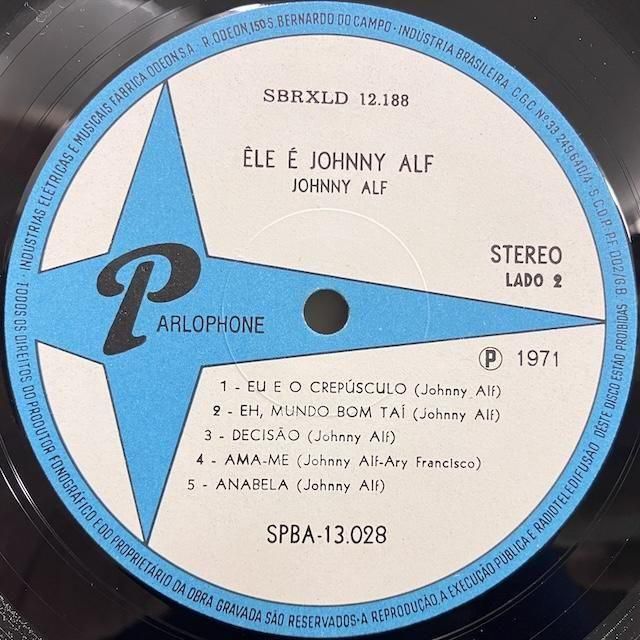 TODOS OS DIREITOS DO PRODUTOR FONOGRÁFICO E DO PROPRIETÁRIO DA OBRA GRAVADA SÃO RESERVADOS·A REPRODUÇÃO, A EXECUÇÃO PÚBLICA E RADIOTELEDIFUSÃO DESTE DISCO ESTÃO PROIBIDAS
INDÚSTRIAS ELÉTRICAS E MUSICAIS FÁBRICA ODEON S.A. · R. ODEON, 150 S. BERNARDO DO CAMPO · INDÚSTRIA BRASILEIRA · C.G.C Nº 33.249.640/4 · S.C.D.P.-P.F. 002/G.B
SBRXLD 12.188
ÊLE É JOHNNY ALF
JOHNNY ALF
STEREO
LADO 2
PARLOPHONE
Ⓟ 1971
1 - EU E O CREPÚSCULO (Johnny Alf)
2 - EH, MUNDO BOM TAÍ (Johnny Alf)
3 - DECISÃO (Johnny Alf)
4 - AMA-ME (Johnny Alf-Ary Francisco)
5 - ANABELA (Johnny Alf)
SPBA-13.028